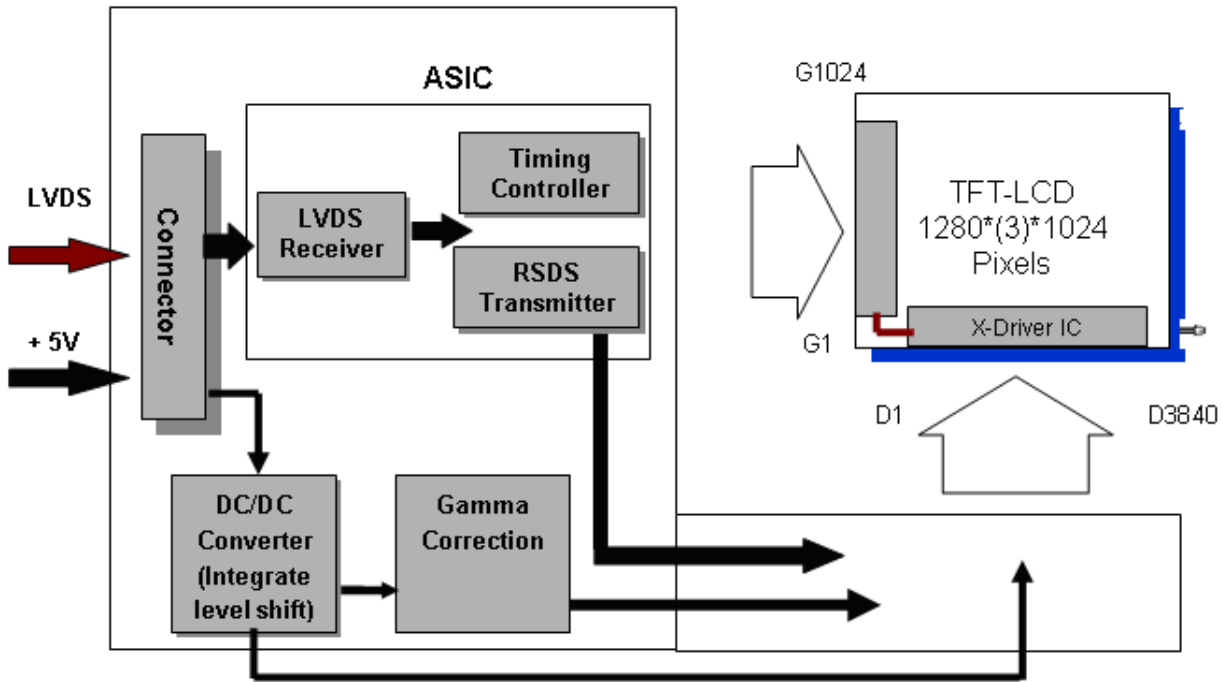 ASIC
LVDS
+ 5V
Connector
LVDS
Receiver
Timing
Controller
RSDS
Transmitter
DC/DC
Converter
(Integrate
level shift)
Gamma
Correction
G1024
TFT-LCD
1280*(3)*1024
Pixels
X-Driver IC
G1
D1
D3840